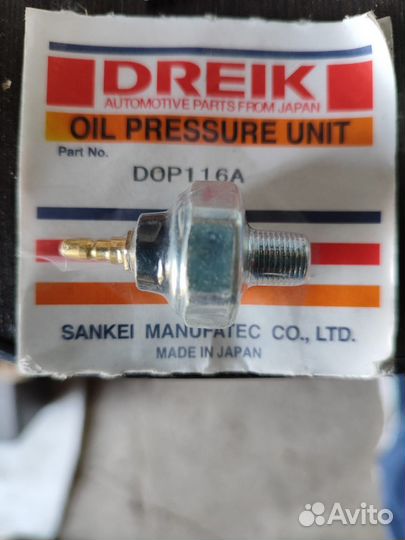 DREIK
AUTOMOTIVE PARTS FROM JAPAN
OIL PRESSURE UNIT
Part No.
DOP116A
SANKEI MANUFATEC CO., LTD.
MADE IN JAPAN
Avito